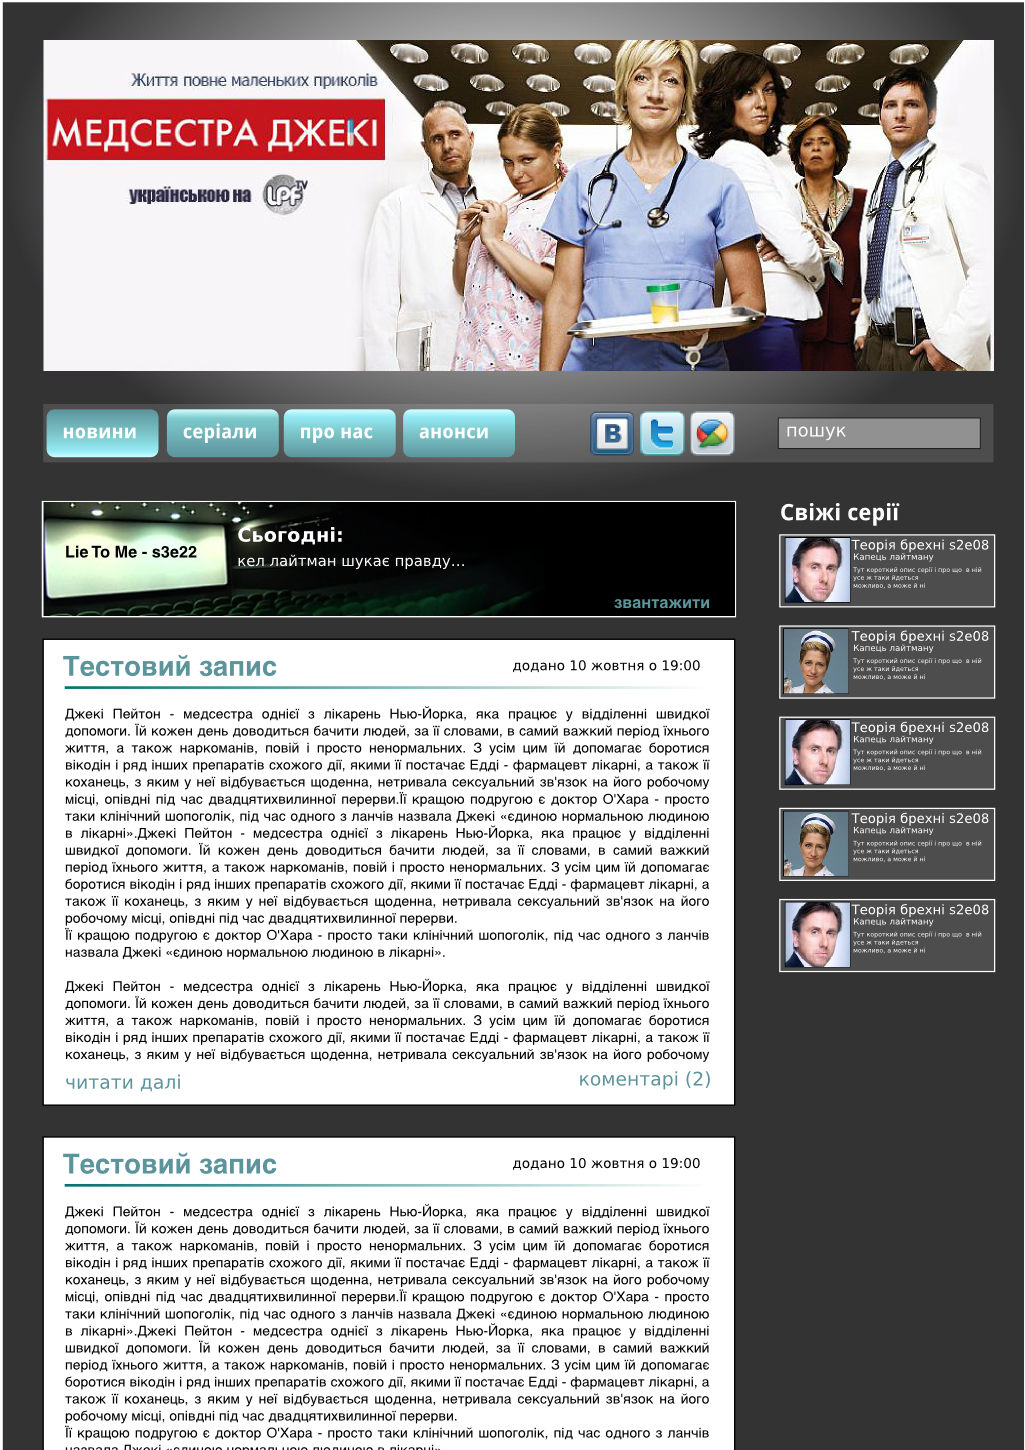 Життя повне маленьких приколів
МЕДСЕСТРА ДЖЕКІ
українською на LPF TV
новини
серіали
про нас
анонси
B
t
пошук
Lie To Me - s3e22
Сьогодні:
кел лайтман шукає правду...
звантажити
Тестовий запис
додано 10 жовтня о 19:00
Джекі Пейтон - медсестра однієї з лікарень Нью-Йорка, яка працює у відділенні швидкої
допомоги. Їй кожен день доводиться бачити людей, за її словами, в самий важкий період їхнього
життя, а також наркоманів, повій і просто ненормальних. З усім цим їй допомагає боротися
вікодін і ряд інших препаратів схожого дії, якими її постачає Едді - фармацевт лікарні, а також її
коханець, з яким у неї відбувається щоденна, нетривала сексуальний зв'язок на його робочому
місці, опівдні під час двадцятихвилинної перерви.Її кращою подругою є доктор О'Хара - просто
таки клінічний шопоголік, під час одного з ланчів назвала Джекі «єдиною нормальною людиною
в лікарні».Джекі Пейтон - медсестра однієї з лікарень Нью-Йорка, яка працює у відділенні
швидкої допомоги. Їй кожен день доводиться бачити людей, за її словами, в самий важкий
період їхнього життя, а також наркоманів, повій і просто ненормальних. З усім цим їй допомагає
боротися вікодін і ряд інших препаратів схожого дії, якими її постачає Едді - фармацевт лікарні, а
також її коханець, з яким у неї відбувається щоденна, нетривала сексуальний зв'язок на його
робочому місці, опівдні під час двадцятихвилинної перерви.
Її кращою подругою є доктор О'Хара - просто таки клінічний шопоголік, під час одного з ланчів
назвала Джекі «єдиною нормальною людиною в лікарні».
Джекі Пейтон - медсестра однієї з лікарень Нью-Йорка, яка працює у відділенні швидкої
допомоги. Їй кожен день доводиться бачити людей, за її словами, в самий важкий період їхнього
життя, а також наркоманів, повій і просто ненормальних. З усім цим їй допомагає боротися
вікодін і ряд інших препаратів схожого дії, якими її постачає Едді - фармацевт лікарні, а також її
коханець, з яким у неї відбувається щоденна, нетривала сексуальний зв'язок на його робочому
читати далі
коментарі (2)
Тестовий запис
додано 10 жовтня о 19:00
Джекі Пейтон - медсестра однієї з лікарень Нью-Йорка, яка працює у відділенні швидкої
допомоги. Їй кожен день доводиться бачити людей, за її словами, в самий важкий період їхнього
життя, а також наркоманів, повій і просто ненормальних. З усім цим їй допомагає боротися
вікодін і ряд інших препаратів схожого дії, якими її постачає Едді - фармацевт лікарні, а також її
коханець, з яким у неї відбувається щоденна, нетривала сексуальний зв'язок на його робочому
місці, опівдні під час двадцятихвилинної перерви.Її кращою подругою є доктор О'Хара - просто
таки клінічний шопоголік, під час одного з ланчів назвала Джекі «єдиною нормальною людиною
в лікарні».Джекі Пейтон - медсестра однієї з лікарень Нью-Йорка, яка працює у відділенні
швидкої допомоги. Їй кожен день доводиться бачити людей, за її словами, в самий важкий
період їхнього життя, а також наркоманів, повій і просто ненормальних. З усім цим їй допомагає
боротися вікодін і ряд інших препаратів схожого дії, якими її постачає Едді - фармацевт лікарні, а
також її коханець, з яким у неї відбувається щоденна, нетривала сексуальний зв'язок на його
робочому місці, опівдні під час двадцятихвилинної перерви.
Її кращою подругою є доктор О'Хара - просто таки клінічний шопоголік, під час одного з ланчів
назвала Джекі «єдиною нормальною людиною в лікарні».
Свіжі серії
Теорія брехні s2e08
Капець лайтману
Тут короткий опис серії і про що в ній
усе ж таки йдеться
можливо, а може й ні
Теорія брехні s2e08
Капець лайтману
Тут короткий опис серії і про що в ній
усе ж таки йдеться
можливо, а може й ні
Теорія брехні s2e08
Капець лайтману
Тут короткий опис серії і про що в ній
усе ж таки йдеться
можливо, а може й ні
Теорія брехні s2e08
Капець лайтману
Тут короткий опис серії і про що в ній
усе ж таки йдеться
можливо, а може й ні
Теорія брехні s2e08
Капець лайтману
Тут короткий опис серії і про що в ній
усе ж таки йдеться
можливо, а може й ні